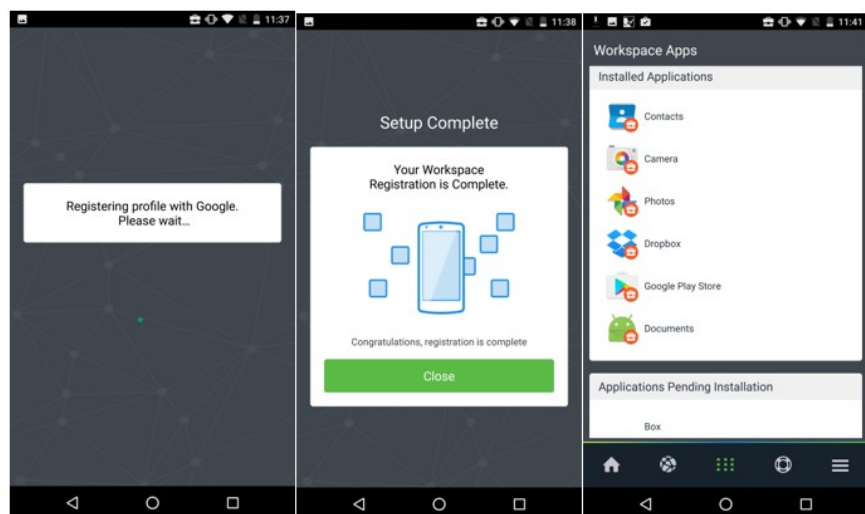 11:37
Registering profile with Google.
Please wait...
11:38
Setup Complete
Your Workspace
Registration is Complete.
Congratulations, registration is complete
Close
11:41
Workspace Apps
Installed Applications
Contacts
Camera
Photos
Dropbox
Google Play Store
Documents
Applications Pending Installation
Box